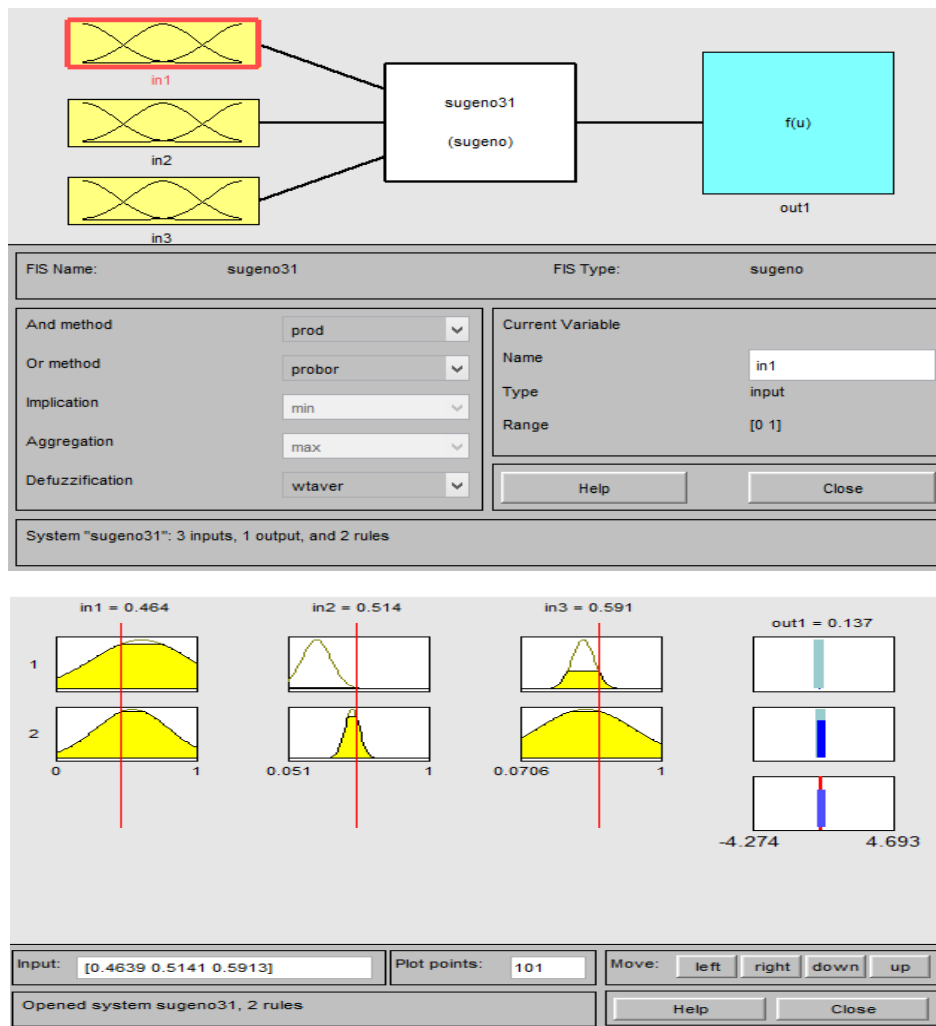 in1
sugeno31
f(u)
(sugeno)
in2
out1
in3
FIS Name: sugeno31 FIS Type: sugeno
And method prod
Or method probor
Implication min
Aggregation max
Defuzzification wtaver
Current Variable
Name in1
Type input
Range [0 1]
Help Close
System "sugeno31": 3 inputs, 1 output, and 2 rules
in1 = 0.464 in2 = 0.514 in3 = 0.591
out1 = 0.137
1
2
0 1 0.051 1 0.0706 1
-4.274 4.693
Input: [0.4639 0.5141 0.5913] Plot points: 101 Move: left right down up
Opened system sugeno31, 2 rules Help Close